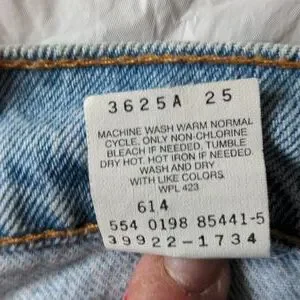 3625A 25
MACHINE WASH WARM NORMAL
CYCLE. ONLY NON-CHLORINE
BLEACH IF NEEDED. TUMBLE
DRY HOT. HOT IRON IF NEEDED.
WASH AND DRY
WITH LIKE COLORS.
WPL 423
614
554 0198 85441-5
39922-1734